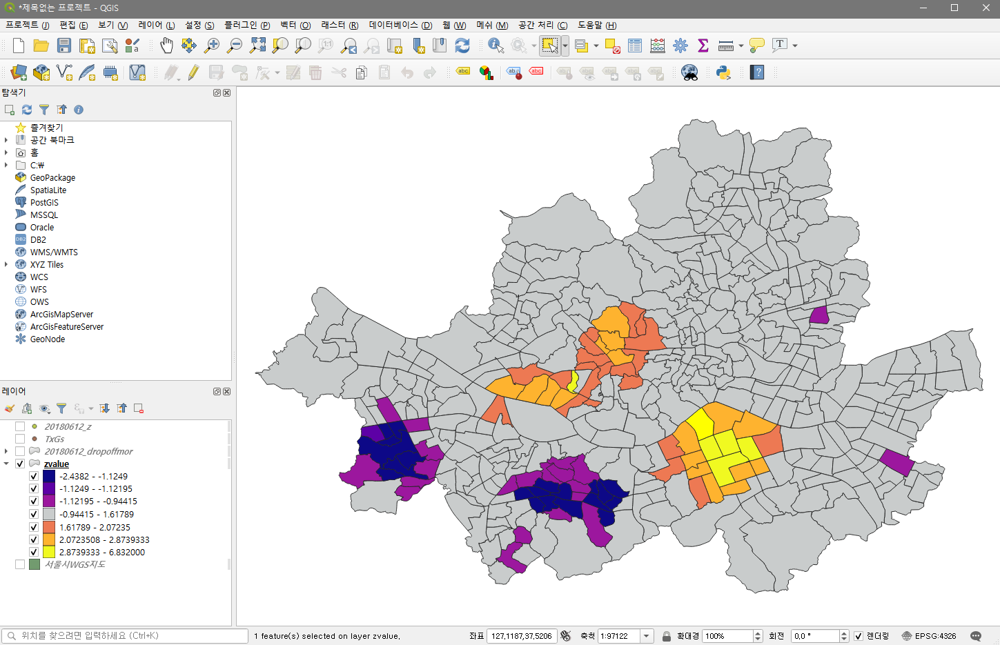 *제목없는 프로젝트 - QGIS
프로젝트 (J) 편집 (E) 보기 (V) 레이어 (L) 설정 (S) 플러그인 (P) 벡터 (O) 래스터 (R) 데이터베이스 (D) 웹 (W) 메쉬 (M) 공간 처리 (C) 도움말 (H)
탐색기
즐겨찾기
공간 북마크
홈
C:₩
GeoPackage
SpatiaLite
PostGIS
MSSQL
Oracle
DB2
WMS/WMTS
XYZ Tiles
WCS
WFS
OWS
ArcGisMapServer
ArcGisFeatureServer
GeoNode
레이어
20180612_z
TxGs
20180612_dropoffmor
zvalue
-2.4382 - -1.1249
-1.1249 - -1.12195
-1.12195 - -0.94415
-0.94415 - 1.61789
1.61789 - 2.07235
2.0723508 - 2.8739333
2.8739333 - 6.832000
서울시WGS지도
위치를 찾으려면 입력하세요 (Ctrl+K) 1 feature(s) selected on layer zvalue. 좌표 127.1187,37.5206 축척 1:97122 확대경 100% 회전 0.0 ° 렌더링 EPSG:4326